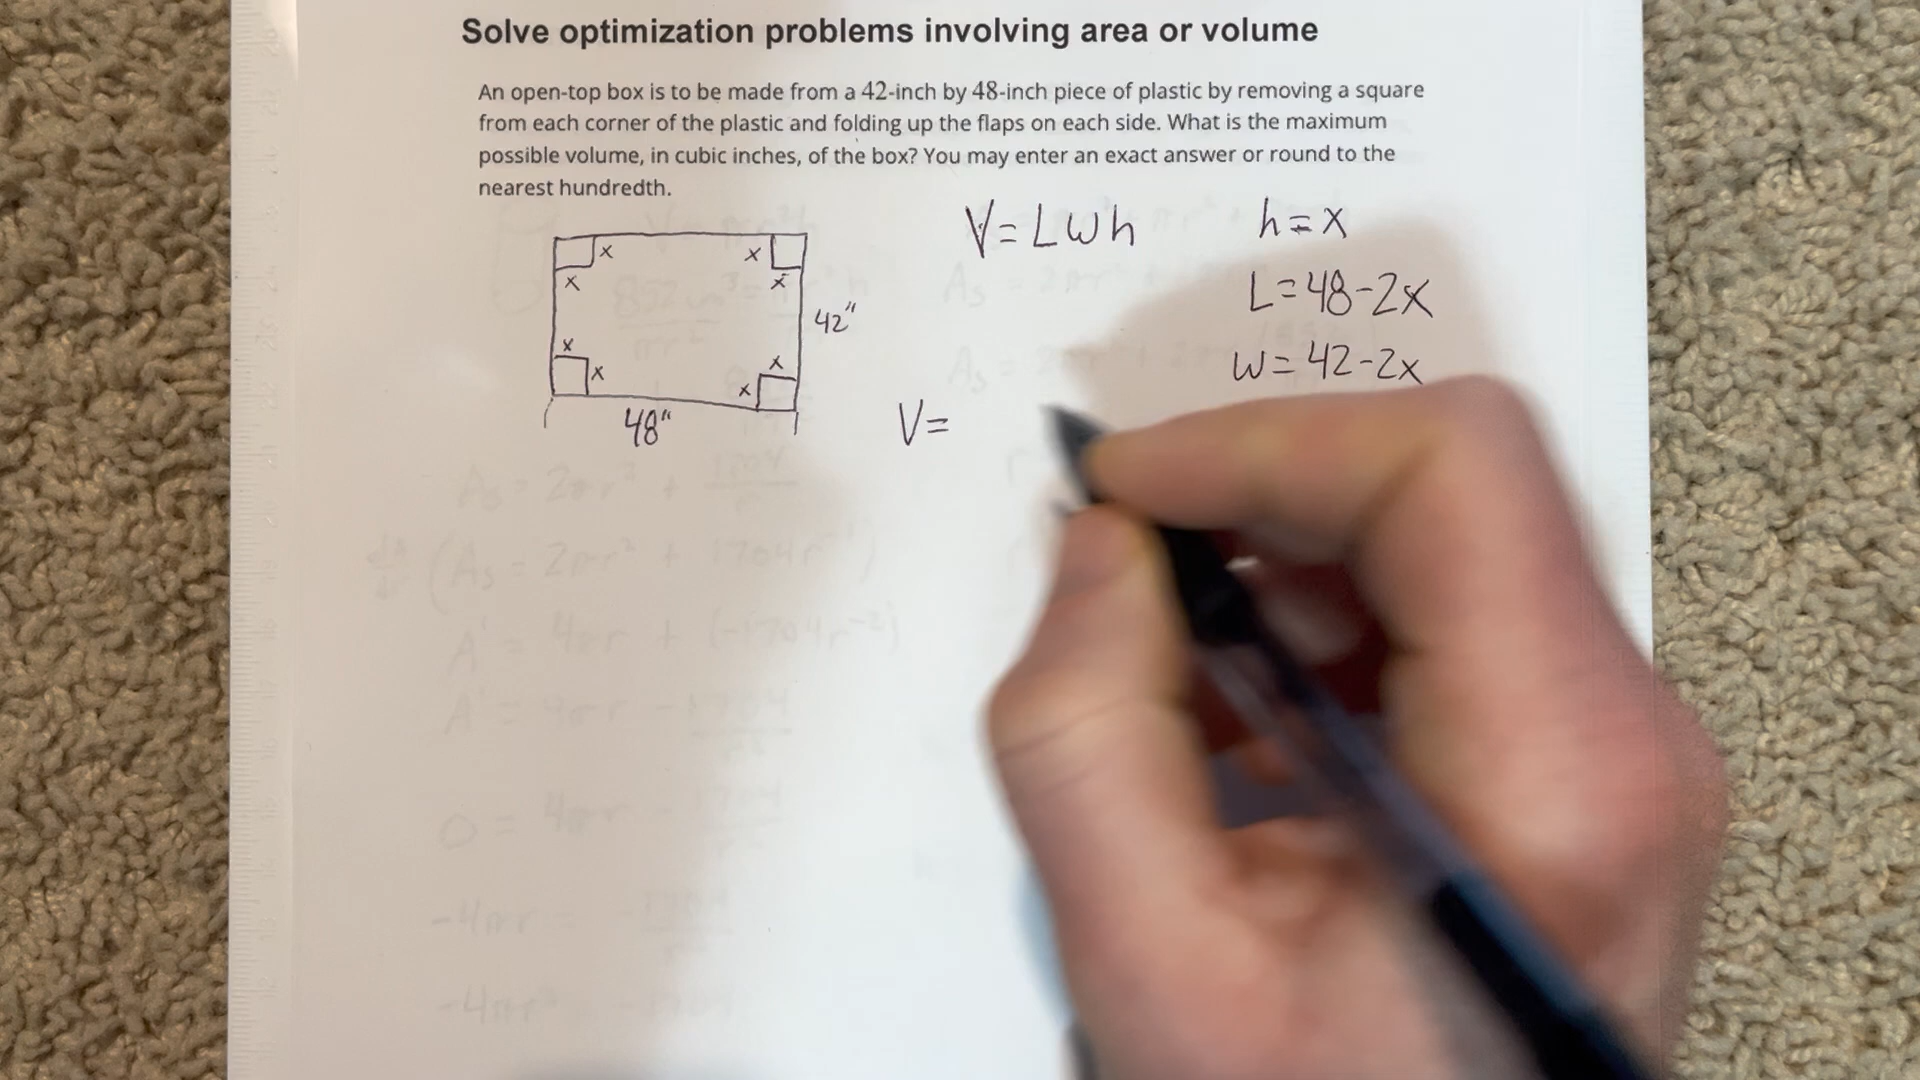 Solve optimization problems involving area or volume
An open-top box is to be made from a 42-inch by 48-inch piece of plastic by removing a square
from each corner of the plastic and folding up the flaps on each side. What is the maximum
possible volume, in cubic inches, of the box? You may enter an exact answer or round to the
nearest hundredth.
V = L w h
h = x
x
x
x
x
L = 48 - 2x
42"
x
w = 42 - 2x
x
x
x
48"
V =